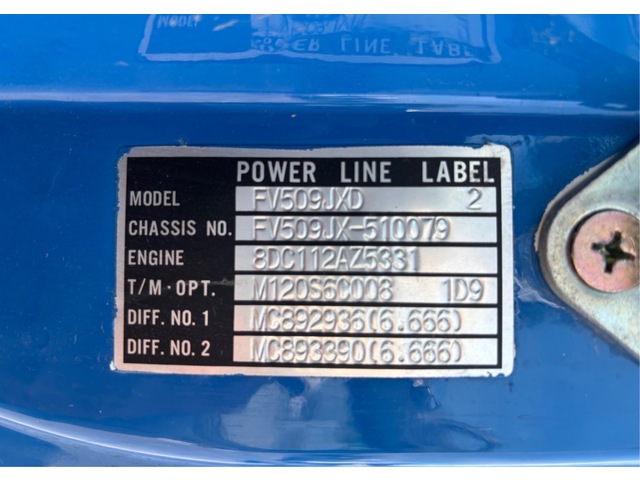 POWER LINE LABEL
MODEL FV509JXD 2
CHASSIS NO. FV509JX-510079
ENGINE 8DC112AZ5331
T/M·OPT. M120S6C008 1D9
DIFF. NO. 1 MC892936(6.666)
DIFF. NO. 2 MC893390(6.666)